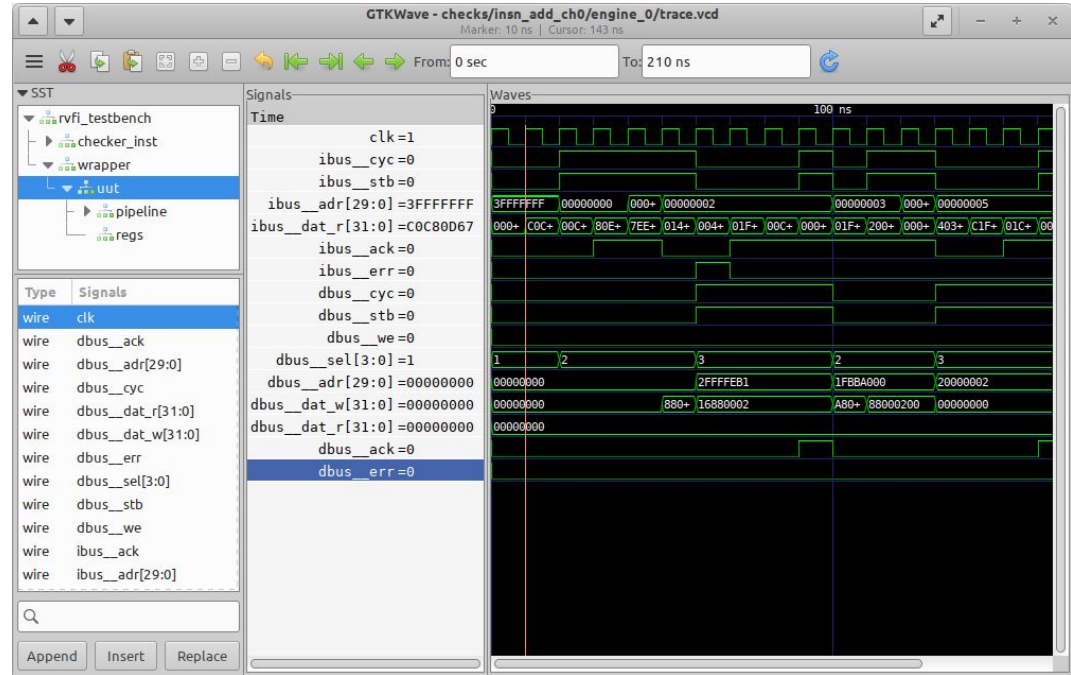 GTKWave - checks/insn_add_ch0/engine_0/trace.vcd
Marker: 10 ns | Cursor: 143 ns
From: 0 sec To: 210 ns
SST
rvfi_testbench
checker_inst
wrapper
uut
pipeline
regs
Type Signals
wire clk
wire dbus__ack
wire dbus__adr[29:0]
wire dbus__cyc
wire dbus__dat_r[31:0]
wire dbus__dat_w[31:0]
wire dbus__err
wire dbus__sel[3:0]
wire dbus__stb
wire dbus__we
wire ibus__ack
wire ibus__adr[29:0]
Append Insert Replace
Signals
Time
clk=1
ibus__cyc=0
ibus__stb=0
ibus__adr[29:0]=3FFFFFFF
ibus__dat_r[31:0]=C0C80D67
ibus__ack=0
ibus__err=0
dbus__cyc=0
dbus__stb=0
dbus__we=0
dbus__sel[3:0]=1
dbus__adr[29:0]=00000000
dbus__dat_w[31:0]=00000000
dbus__dat_r[31:0]=00000000
dbus__ack=0
dbus__err=0
Waves
0 100 ns
3FFFFFFF 00000000 000+ 00000002 00000003 000+ 00000005
000+ C0C+ 00C+ 80E+ 7EE+ 014+ 004+ 01F+ 00C+ 000+ 01F+ 200+ 000+ 403+ C1F+ 01C+ 00
1 2 3 2 3
00000000 2FFFFEB1 1FBBA000 20000002
00000000 880+ 16880002 A80+ 88000200 00000000
00000000